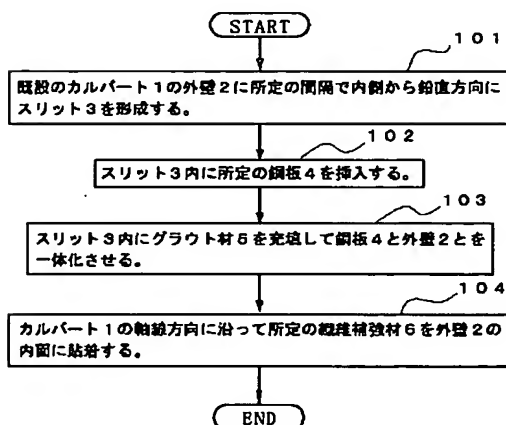 START
101
既設のカルバート1の外壁2に所定の間隔で内側から鉛直方向に
スリット3を形成する。
102
スリット3内に所定の鋼板4を挿入する。
103
スリット3内にグラウト材5を充填して鋼板4と外壁2とを
一体化させる。
104
カルバート1の軸線方向に沿って所定の繊維補強材6を外壁2の
内面に貼着する。
END